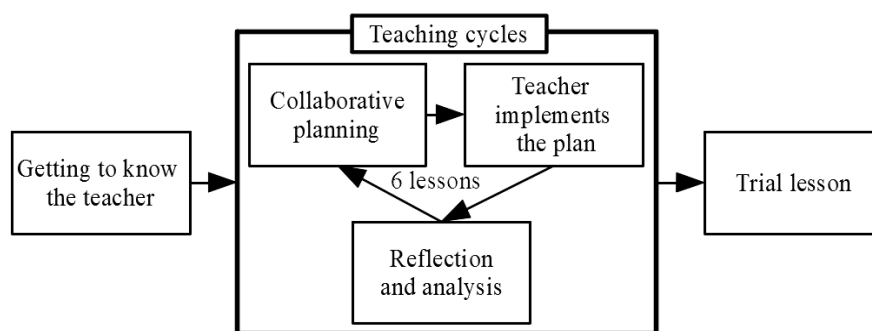 Teaching cycles
Collaborative
planning
Teacher
implements
the plan
Getting to know
the teacher
6 lessons
Trial lesson
Reflection
and analysis